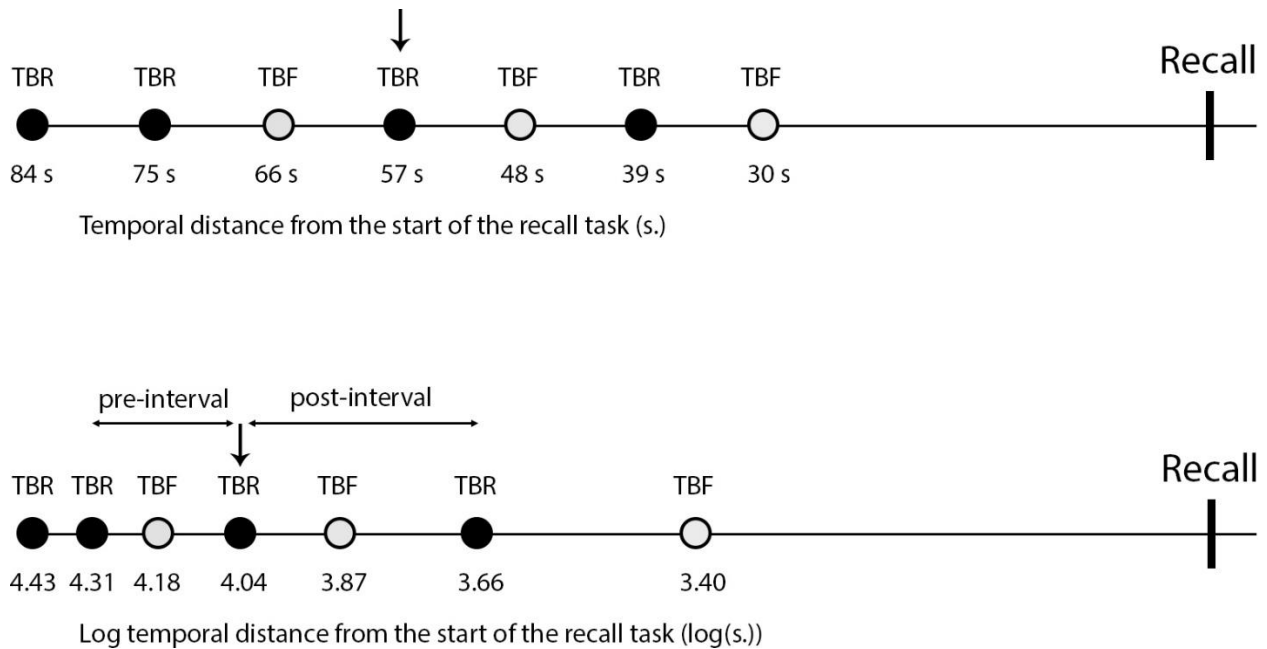 Recall
TBR TBR TBF TBR TBF TBR TBF
84 s 75 s 66 s 57 s 48 s 39 s 30 s
Temporal distance from the start of the recall task (s.)
pre-interval post-interval
Recall
TBR TBR TBF TBR TBF TBR TBF
4.43 4.31 4.18 4.04 3.87 3.66 3.40
Log temporal distance from the start of the recall task (log(s.))